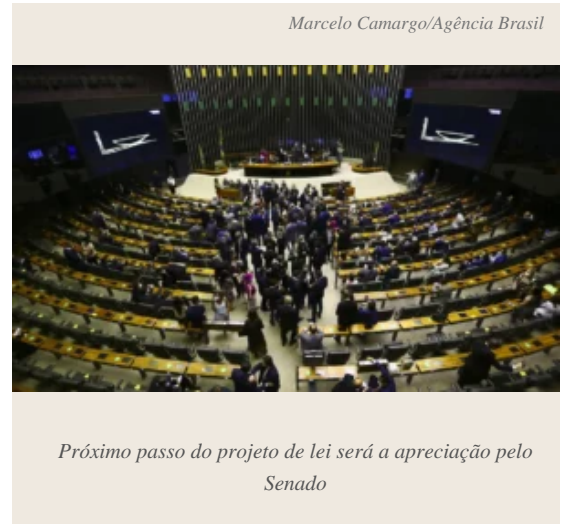 Marcelo Camargo/Agência Brasil
Próximo passo do projeto de lei será a apreciação pelo
Senado